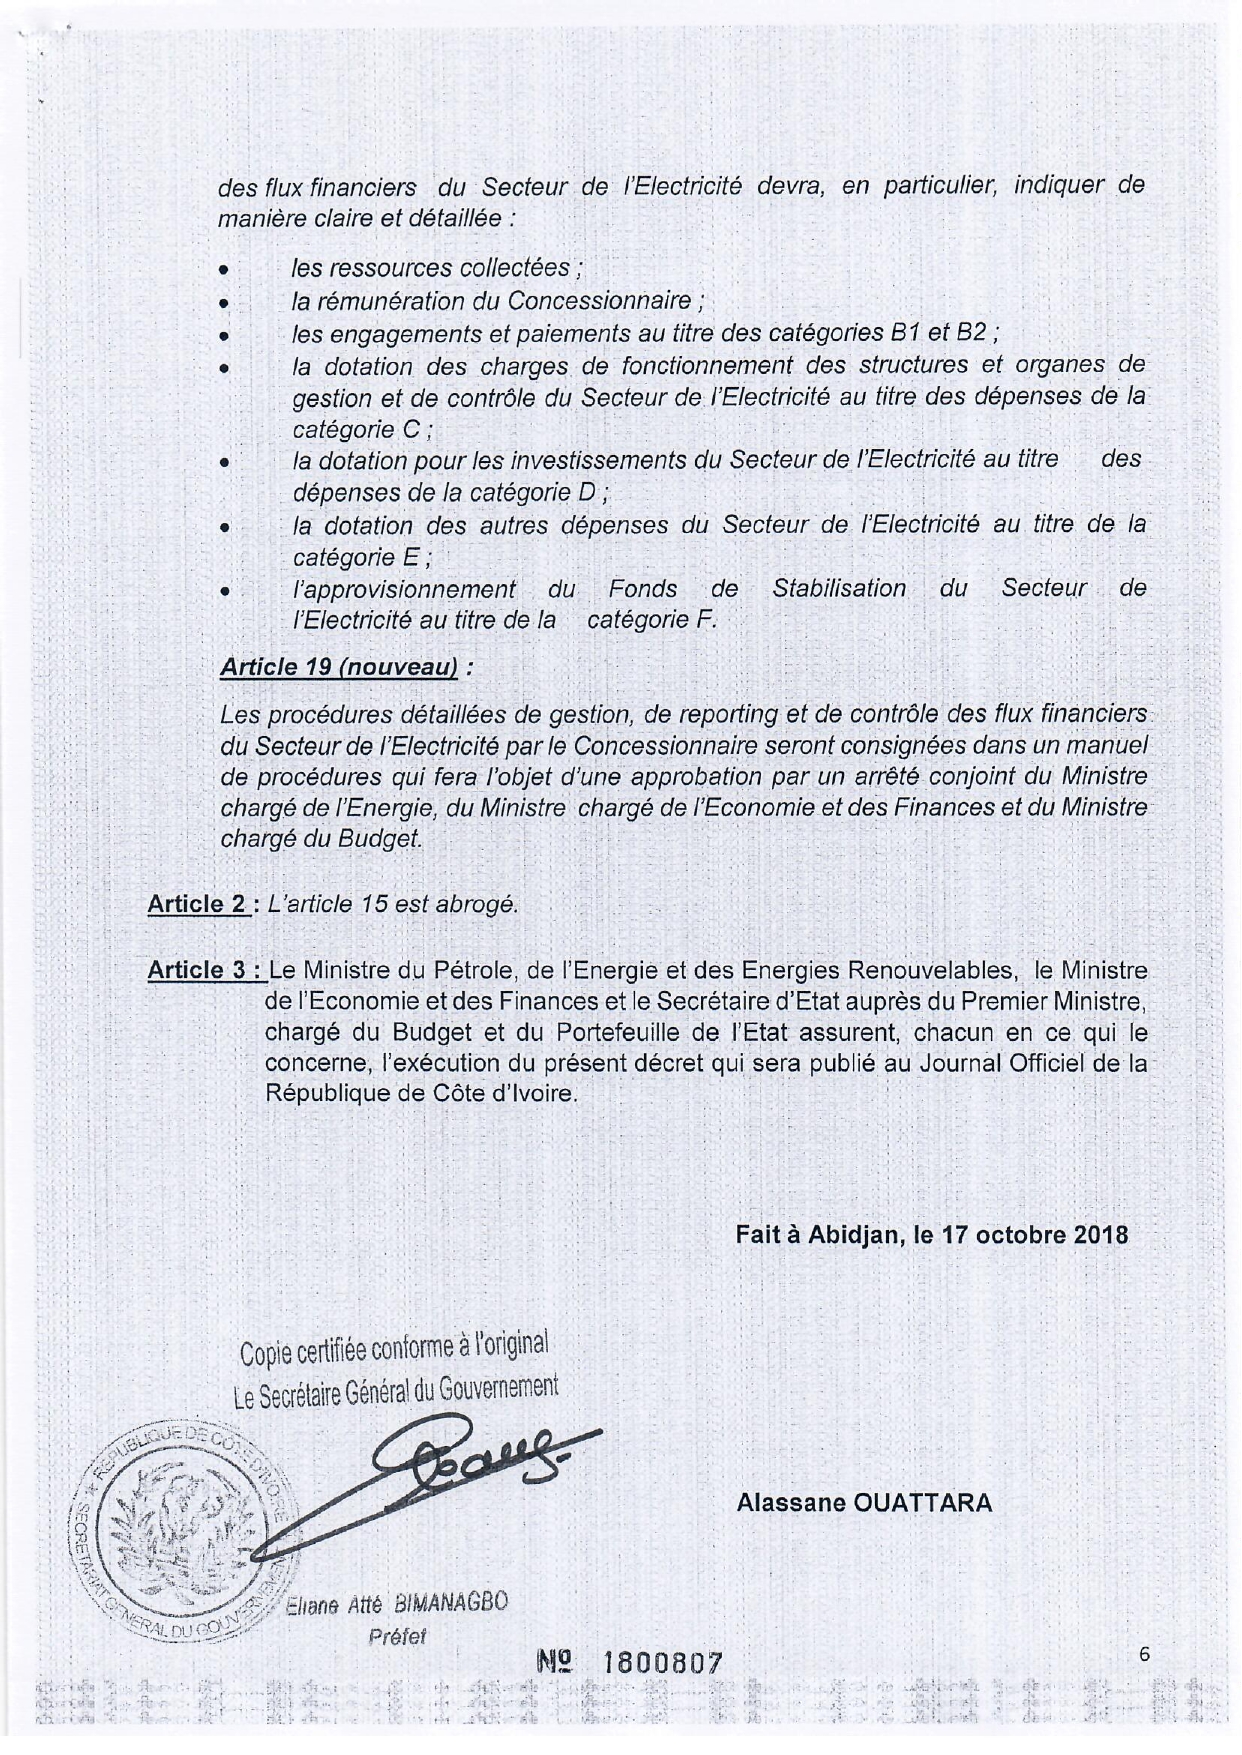 des flux financiers du Secteur de l'Electricité devra, en particulier, indiquer de
manière claire et détaillée :
• les ressources collectées ;
• la rémunération du Concessionnaire ;
• les engagements et paiements au titre des catégories B1 et B2 ;
• la dotation des charges de fonctionnement des structures et organes de
gestion et de contrôle du Secteur de l'Electricité au titre des dépenses de la
catégorie C ;
• la dotation pour les investissements du Secteur de l'Electricité au titre des
dépenses de la catégorie D ;
• la dotation des autres dépenses du Secteur de l'Electricité au titre de la
catégorie E ;
• l'approvisionnement du Fonds de Stabilisation du Secteur de
l'Electricité au titre de la catégorie F.
Article 19 (nouveau) :
Les procédures détaillées de gestion, de reporting et de contrôle des flux financiers
du Secteur de l'Electricité par le Concessionnaire seront consignées dans un manuel
de procédures qui fera l'objet d'une approbation par un arrêté conjoint du Ministre
chargé de l'Energie, du Ministre chargé de l'Economie et des Finances et du Ministre
chargé du Budget.
Article 2 : L'article 15 est abrogé.
Article 3 : Le Ministre du Pétrole, de l'Energie et des Energies Renouvelables, le Ministre
de l'Economie et des Finances et le Secrétaire d'Etat auprès du Premier Ministre,
chargé du Budget et du Portefeuille de l'Etat assurent, chacun en ce qui le
concerne, l'exécution du présent décret qui sera publié au Journal Officiel de la
République de Côte d'Ivoire.
Fait à Abidjan, le 17 octobre 2018
Copie certifiée conforme à l'original
Le Secrétaire Général du Gouvernement
REPUBLIQUE DE COTE D'IVOIRE
SECRETARIAT GENERAL DU GOUVERNEMENT
Alassane OUATTARA
Eliane Atté BIMANAGBO
Préfet
Nº 1800807
6